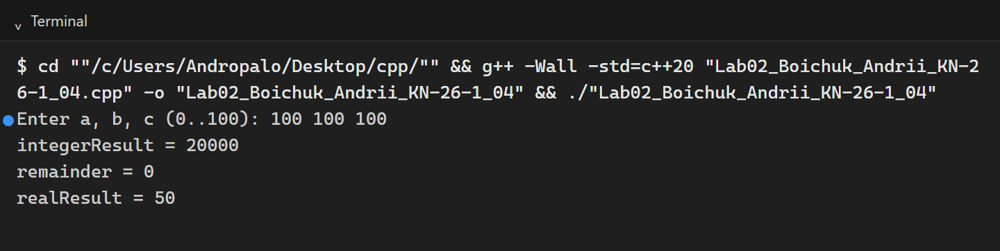 Terminal
$ cd ""/c/Users/Andropalo/Desktop/cpp/"" && g++ -Wall -std=c++20 "Lab02_Boichuk_Andrii_KN-2
6-1_04.cpp" -o "Lab02_Boichuk_Andrii_KN-26-1_04" && ./"Lab02_Boichuk_Andrii_KN-26-1_04"
Enter a, b, c (0..100): 100 100 100
integerResult = 20000
remainder = 0
realResult = 50